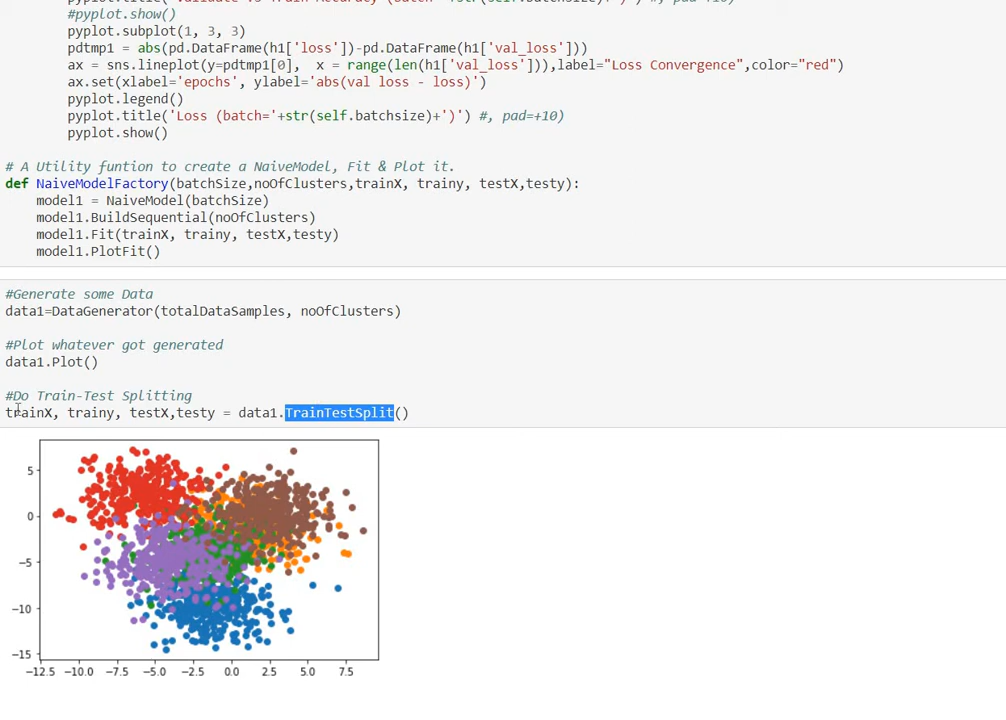 #pyplot.show()
pyplot.subplot(1, 3, 3)
pdtmp1 = abs(pd.DataFrame(h1['loss'])-pd.DataFrame(h1['val_loss']))
ax = sns.lineplot(y=pdtmp1[0],  x = range(len(h1['val_loss'])),label="Loss Convergence",color="red")
ax.set(xlabel='epochs', ylabel='abs(val loss - loss)')
pyplot.legend()
pyplot.title('Loss (batch='+str(self.batchsize)+')') #, pad=+10)
pyplot.show()
# A Utility funtion to create a NaiveModel, Fit & Plot it.
def NaiveModelFactory(batchSize,noOfClusters,trainX, trainy, testX,testy):
model1 = NaiveModel(batchSize)
model1.BuildSequential(noOfClusters)
model1.Fit(trainX, trainy, testX,testy)
model1.PlotFit()
#Generate some Data
data1=DataGenerator(totalDataSamples, noOfClusters)
#Plot whatever got generated
data1.Plot()
#Do Train-Test Splitting
trainX, trainy, testX,testy = data1.TrainTestSplit()
5
0
−5
−10
−15
−12.5 −10.0 −7.5 −5.0 −2.5 0.0 2.5 5.0 7.5